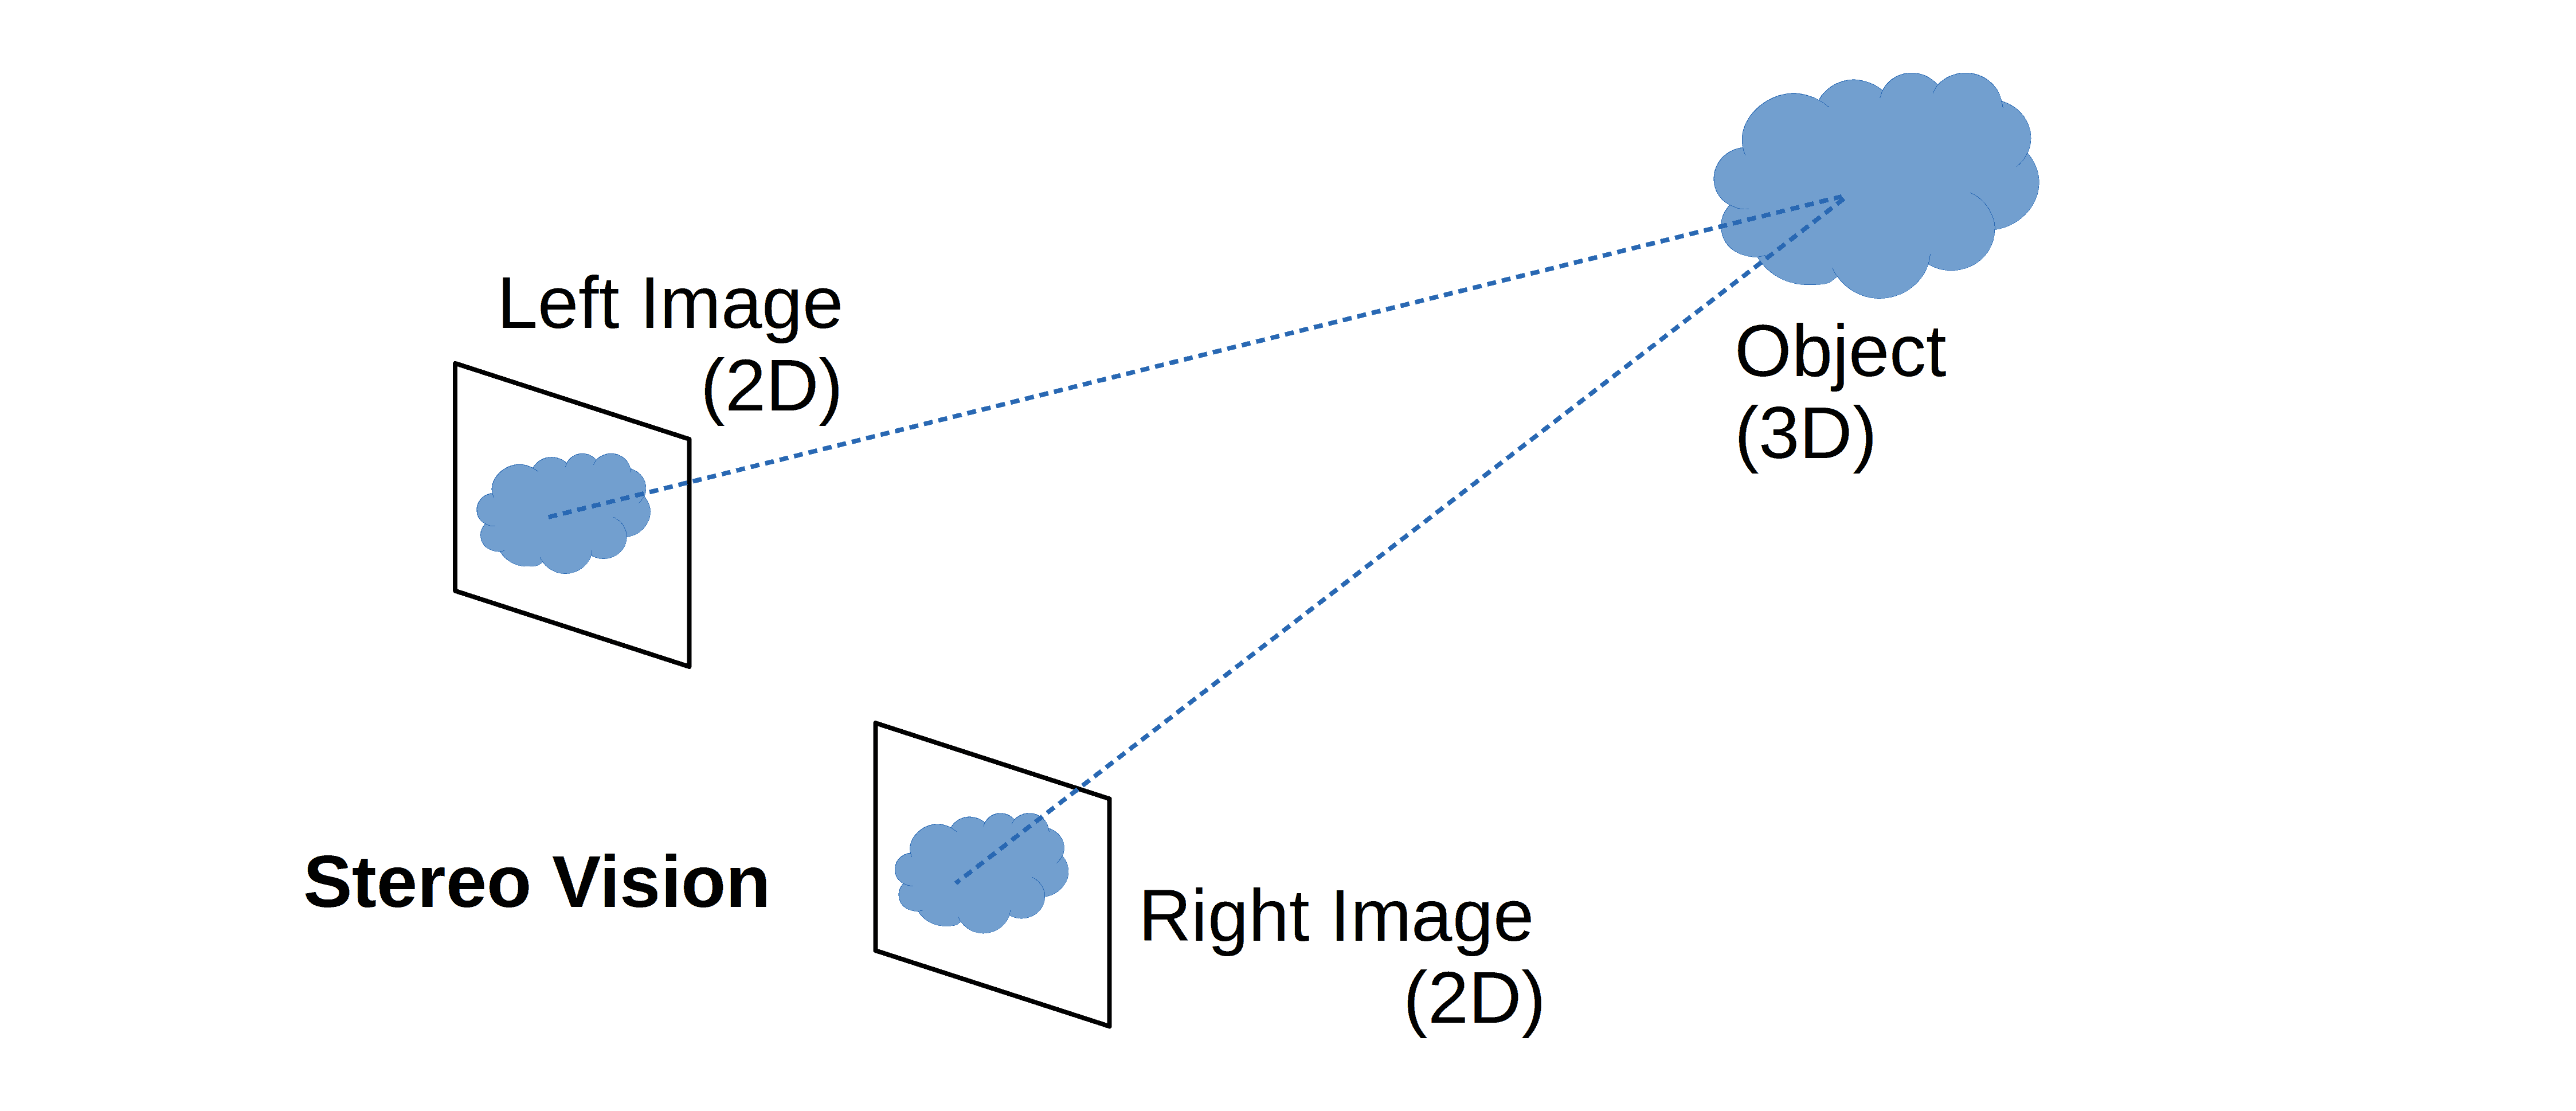 Left Image
(2D)
Object
(3D)
Stereo Vision
Right Image
(2D)